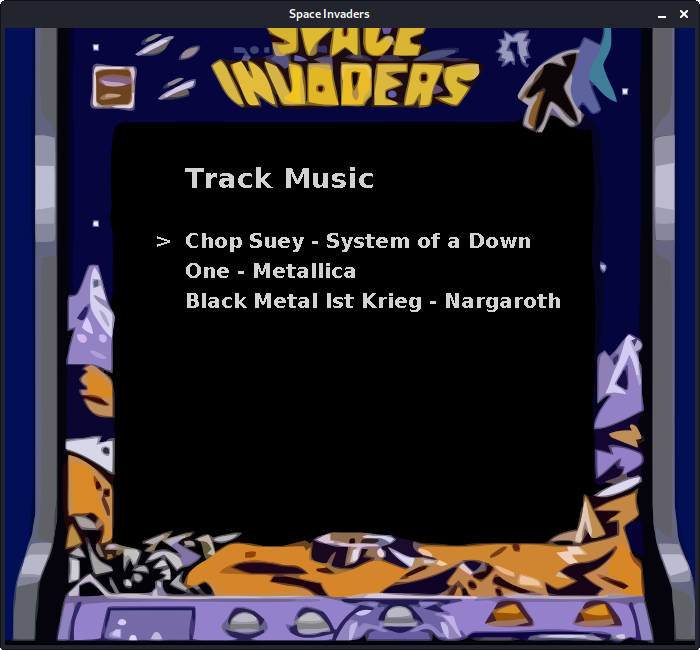 Space Invaders
SPACE
INVADERS
Track Music
> Chop Suey - System of a Down
One - Metallica
Black Metal Ist Krieg - Nargaroth